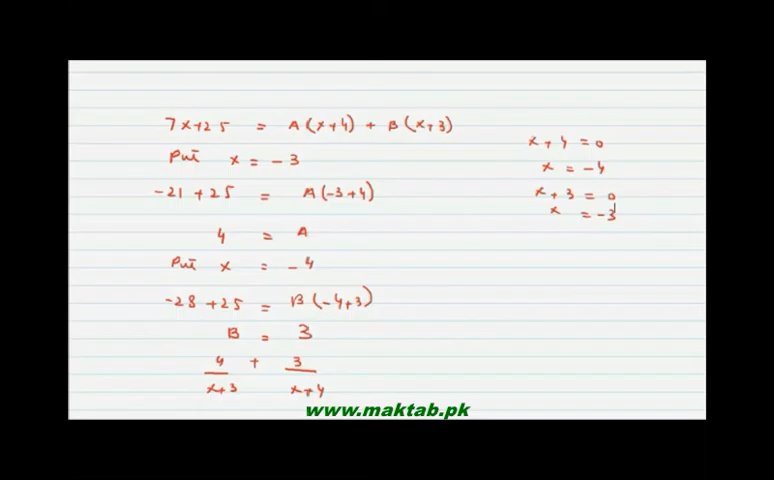 7x+25 = A(x+4) + B(x+3)
Put x = -3
-21 + 25 = A(-3+4)
4 = A
Put x = -4
-28 + 25 = B(-4+3)
B = 3
4/x+3 + 3/x+4
x + 4 = 0
x = -4
x + 3 = 0
x = -3
www.maktab.pk